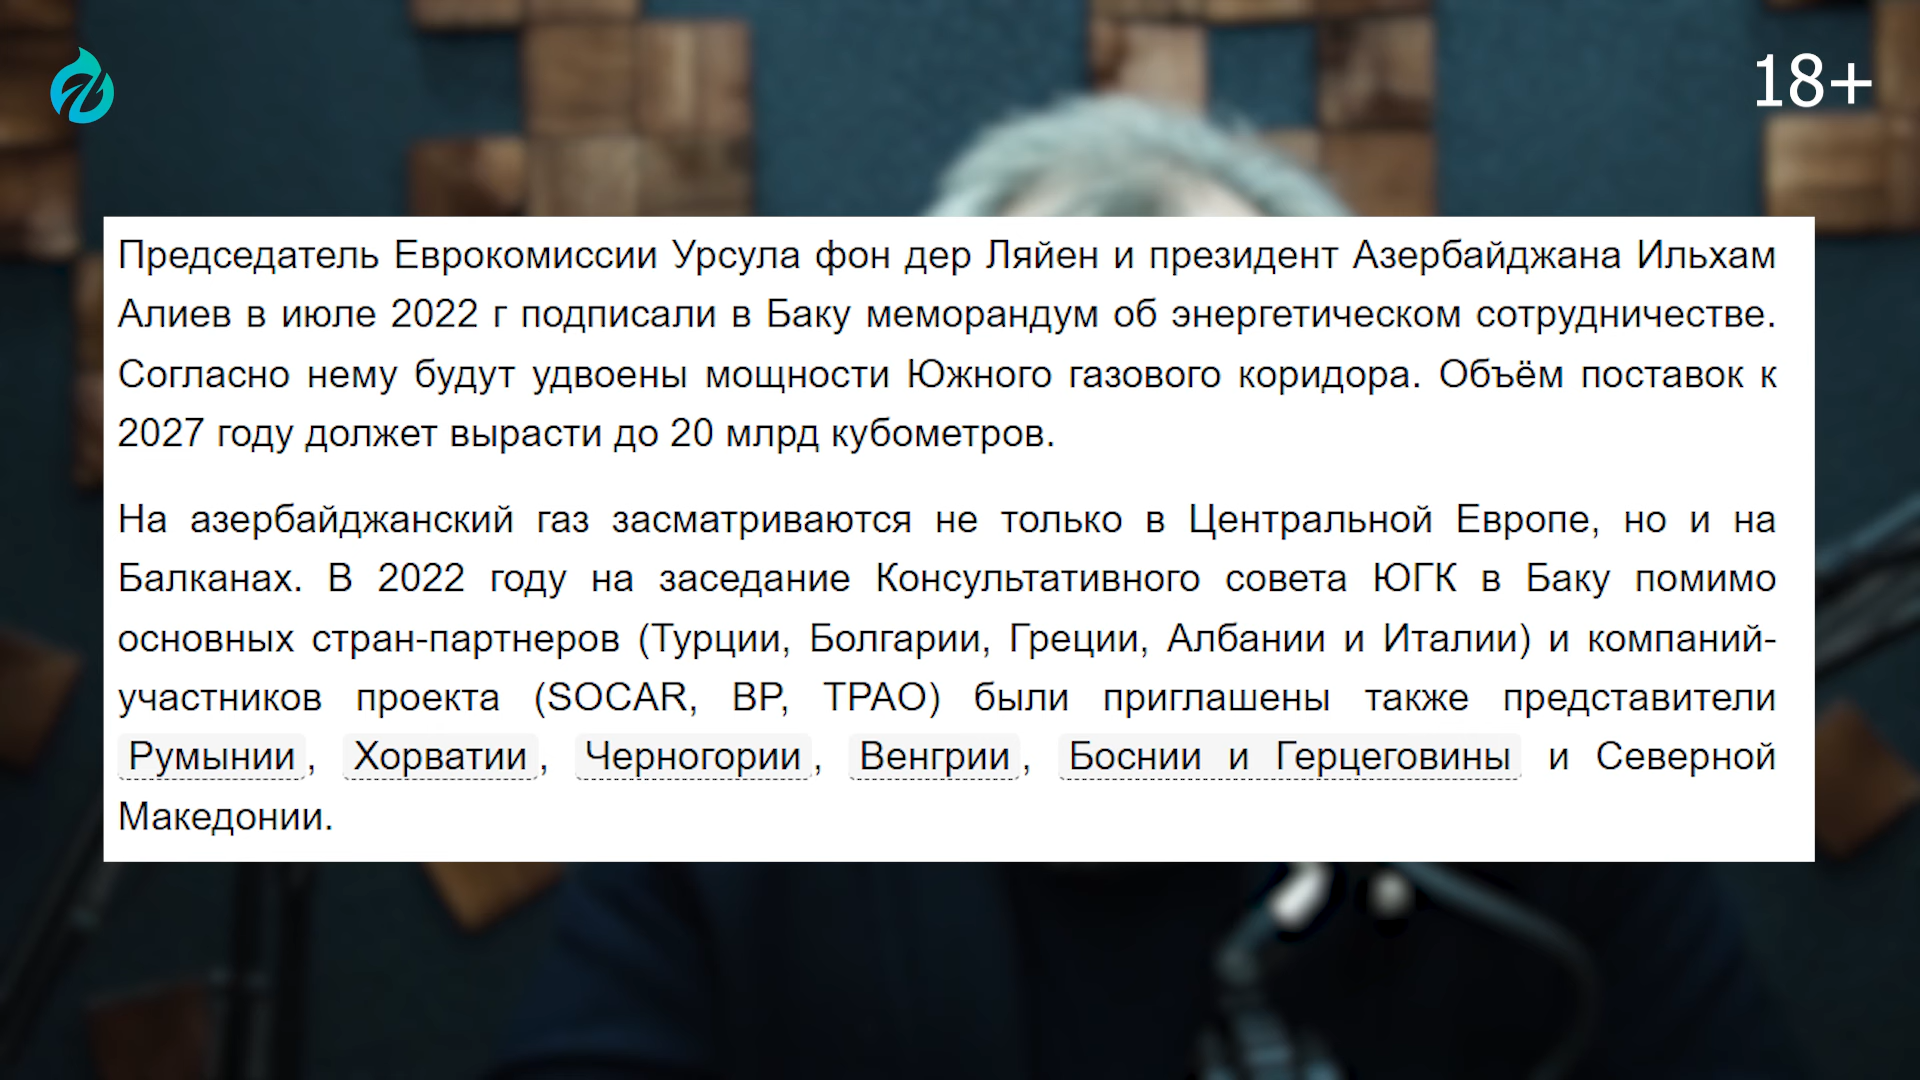 18+
Председатель Еврокомиссии Урсула фон дер Ляйен и президент Азербайджана Ильхам
Алиев в июле 2022 г подписали в Баку меморандум об энергетическом сотрудничестве.
Согласно нему будут удвоены мощности Южного газового коридора. Объём поставок к
2027 году должет вырасти до 20 млрд кубометров.
На азербайджанский газ засматриваются не только в Центральной Европе, но и на
Балканах. В 2022 году на заседание Консультативного совета ЮГК в Баку помимо
основных стран-партнеров (Турции, Болгарии, Греции, Албании и Италии) и компаний-
участников проекта (SOCAR, BP, TPAO) были приглашены также представители
Румынии, Хорватии, Черногории, Венгрии, Боснии и Герцеговины и Северной
Македонии.